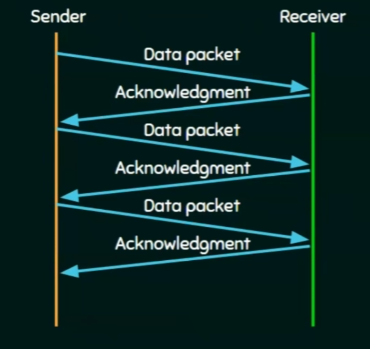 Sender Receiver
Data packet
Acknowledgment
Data packet
Acknowledgment
Data packet
Acknowledgment